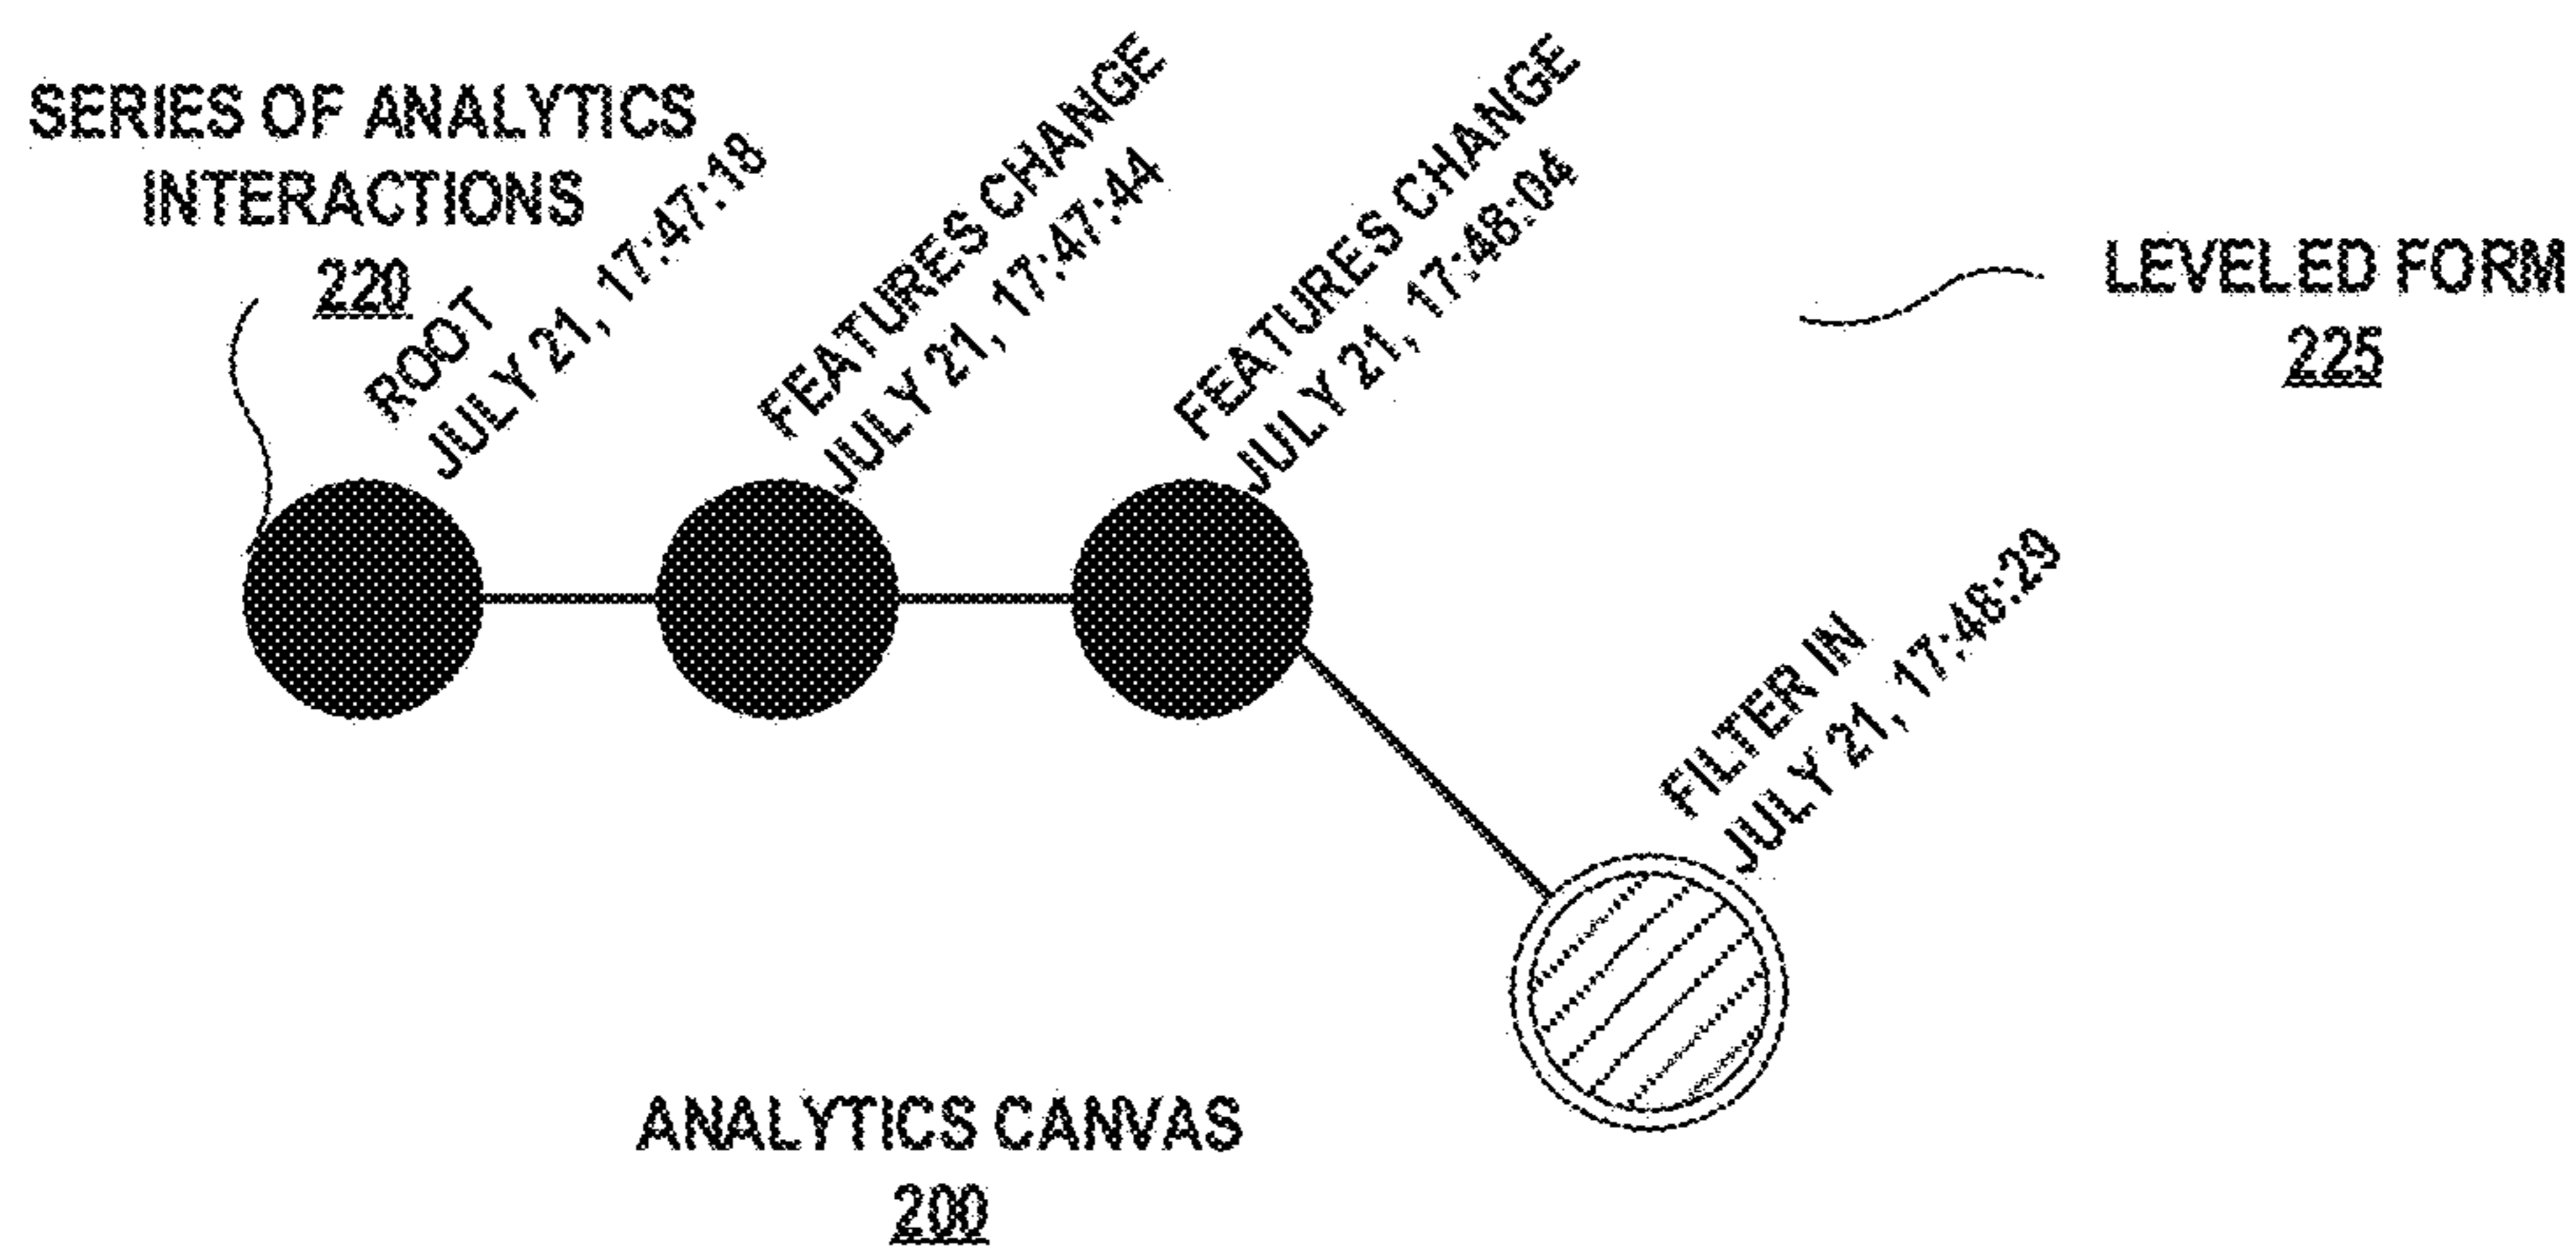 SERIES OF ANALYTICS
INTERACTIONS
220
ROOT
JULY 21, 17:47:18
FEATURES CHANGE
JULY 21, 17:47:44
FEATURES CHANGE
JULY 21, 17:48:04
LEVELED FORM
225
FILTER IN
JULY 21, 17:48:29
ANALYTICS CANVAS
200